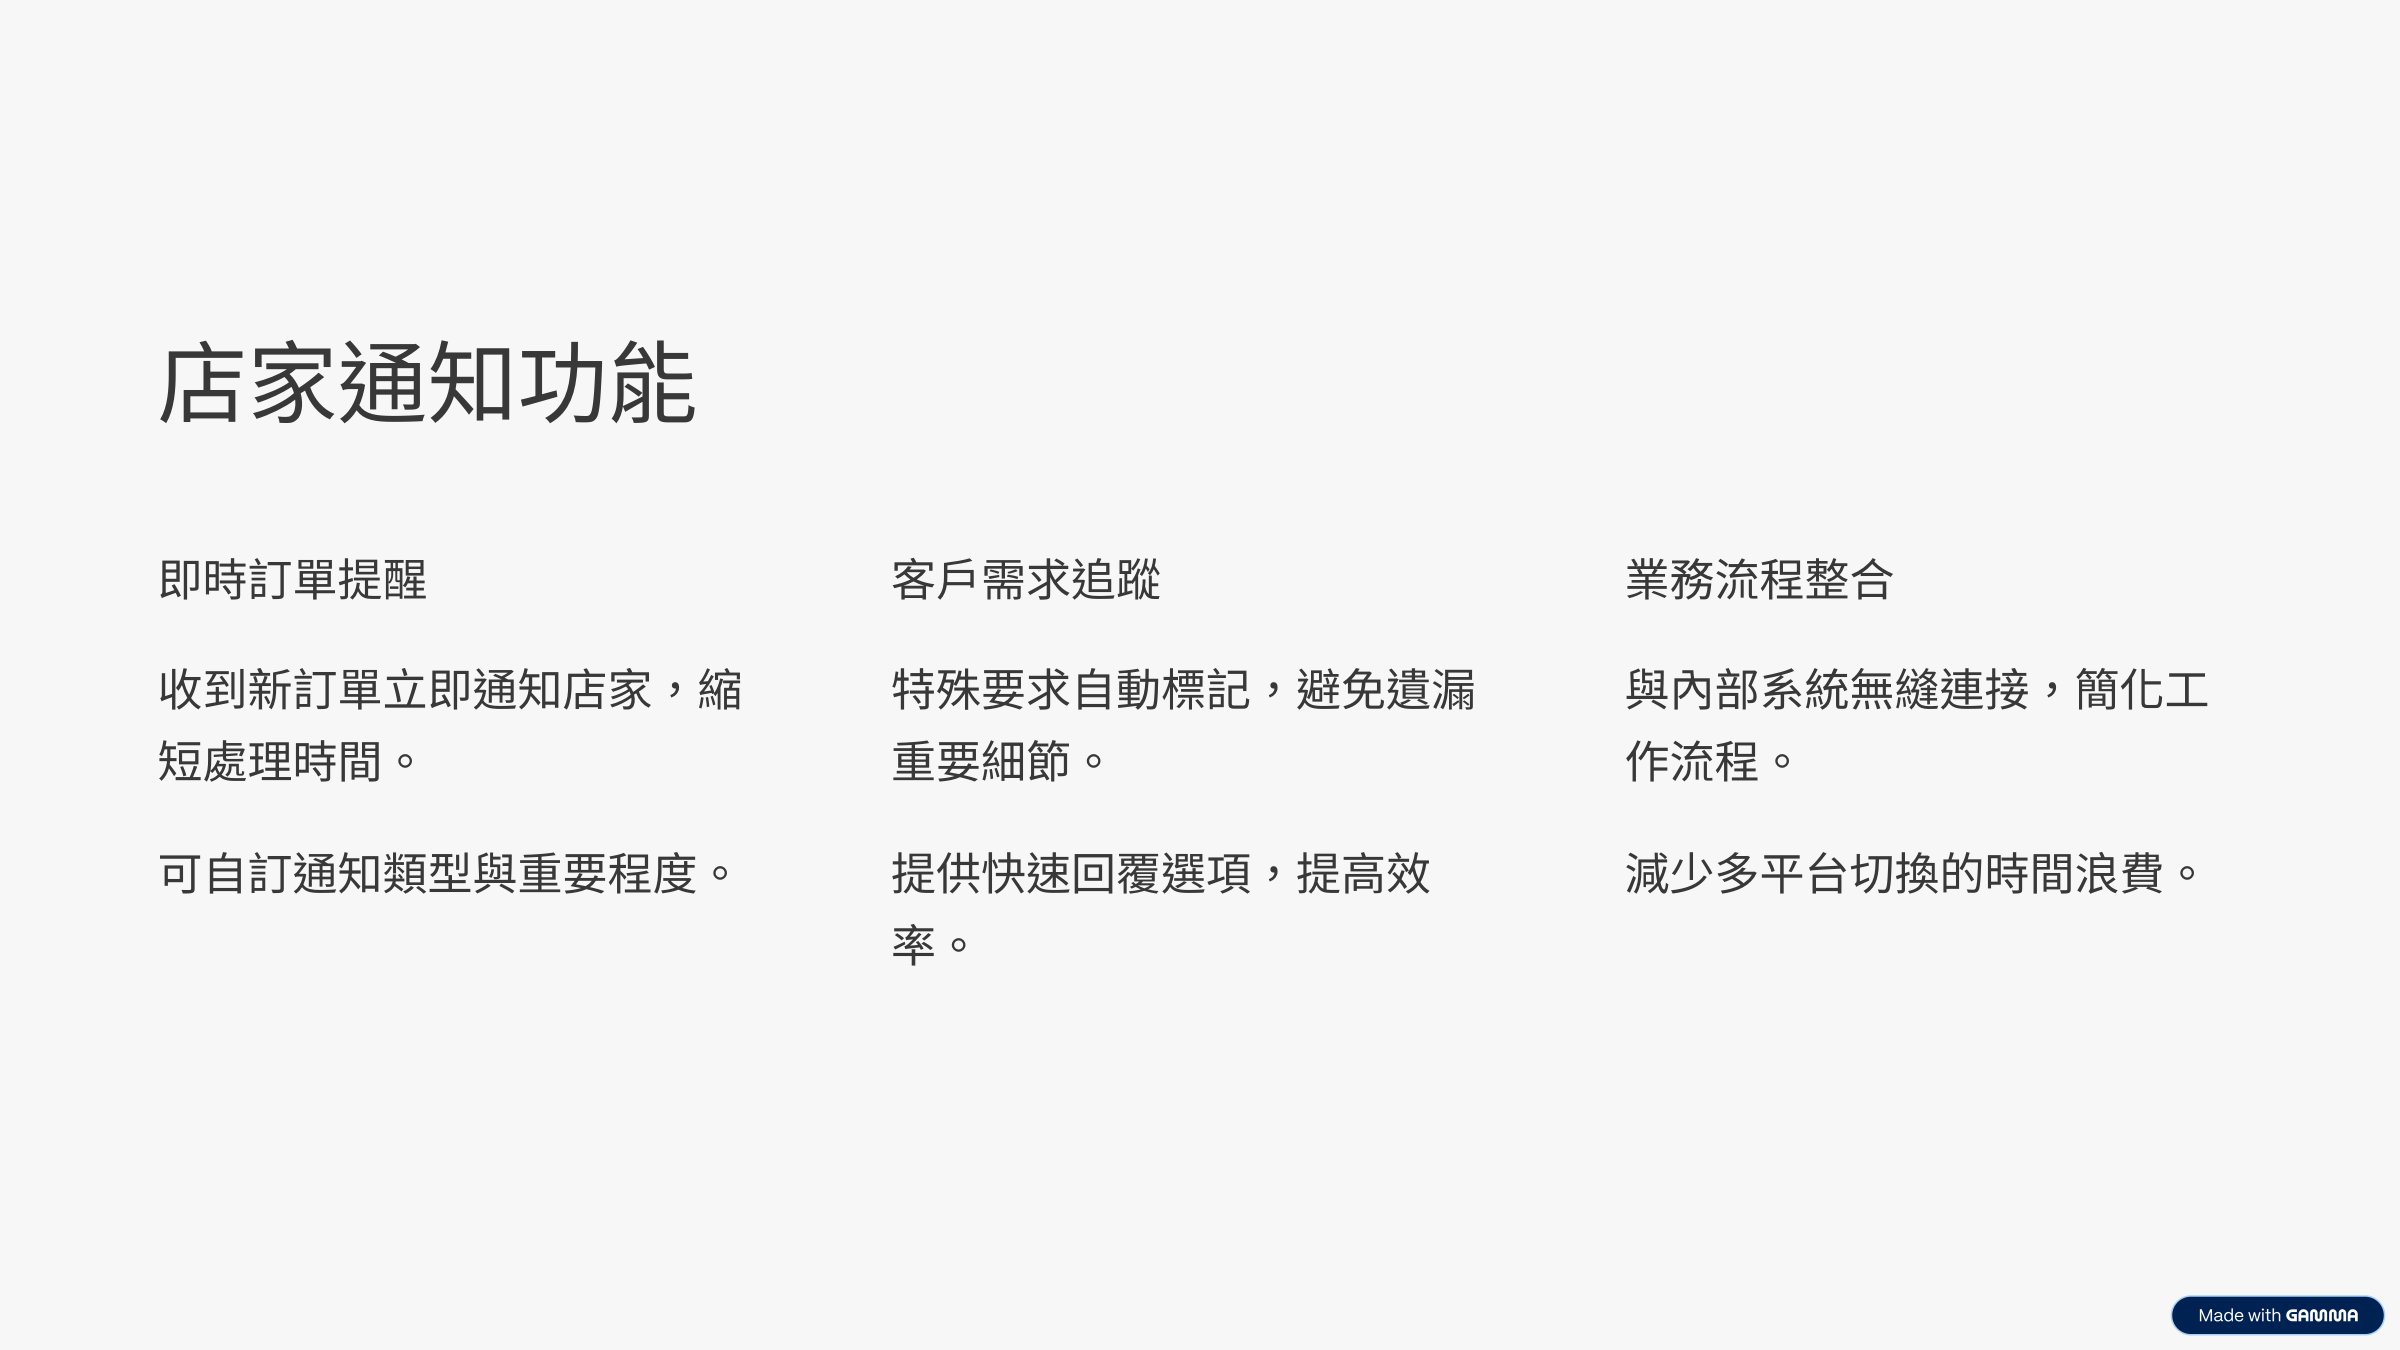 店家通知功能
即時訂單提醒
收到新訂單立即通知店家，縮
短處理時間。
可自訂通知類型與重要程度。
客戶需求追蹤
特殊要求自動標記，避免遺漏
重要細節。
提供快速回覆選項，提高效
率。
業務流程整合
與內部系統無縫連接，簡化工
作流程。
減少多平台切換的時間浪費。
Made with GAMMA